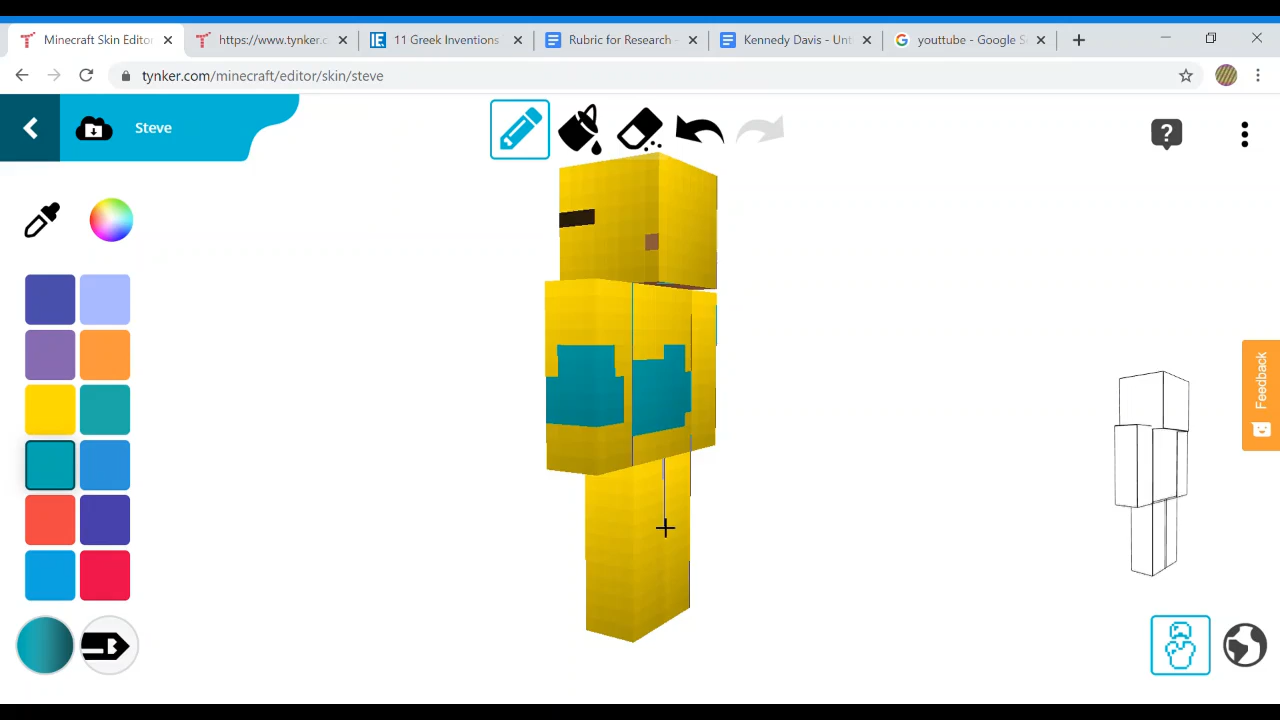 Minecraft Skin Editor
https://www.tynker.c
11 Greek Inventions
Rubric for Research -
Kennedy Davis - Unt
youttube - Google S
tynker.com/minecraft/editor/skin/steve
Steve
?
Feedback